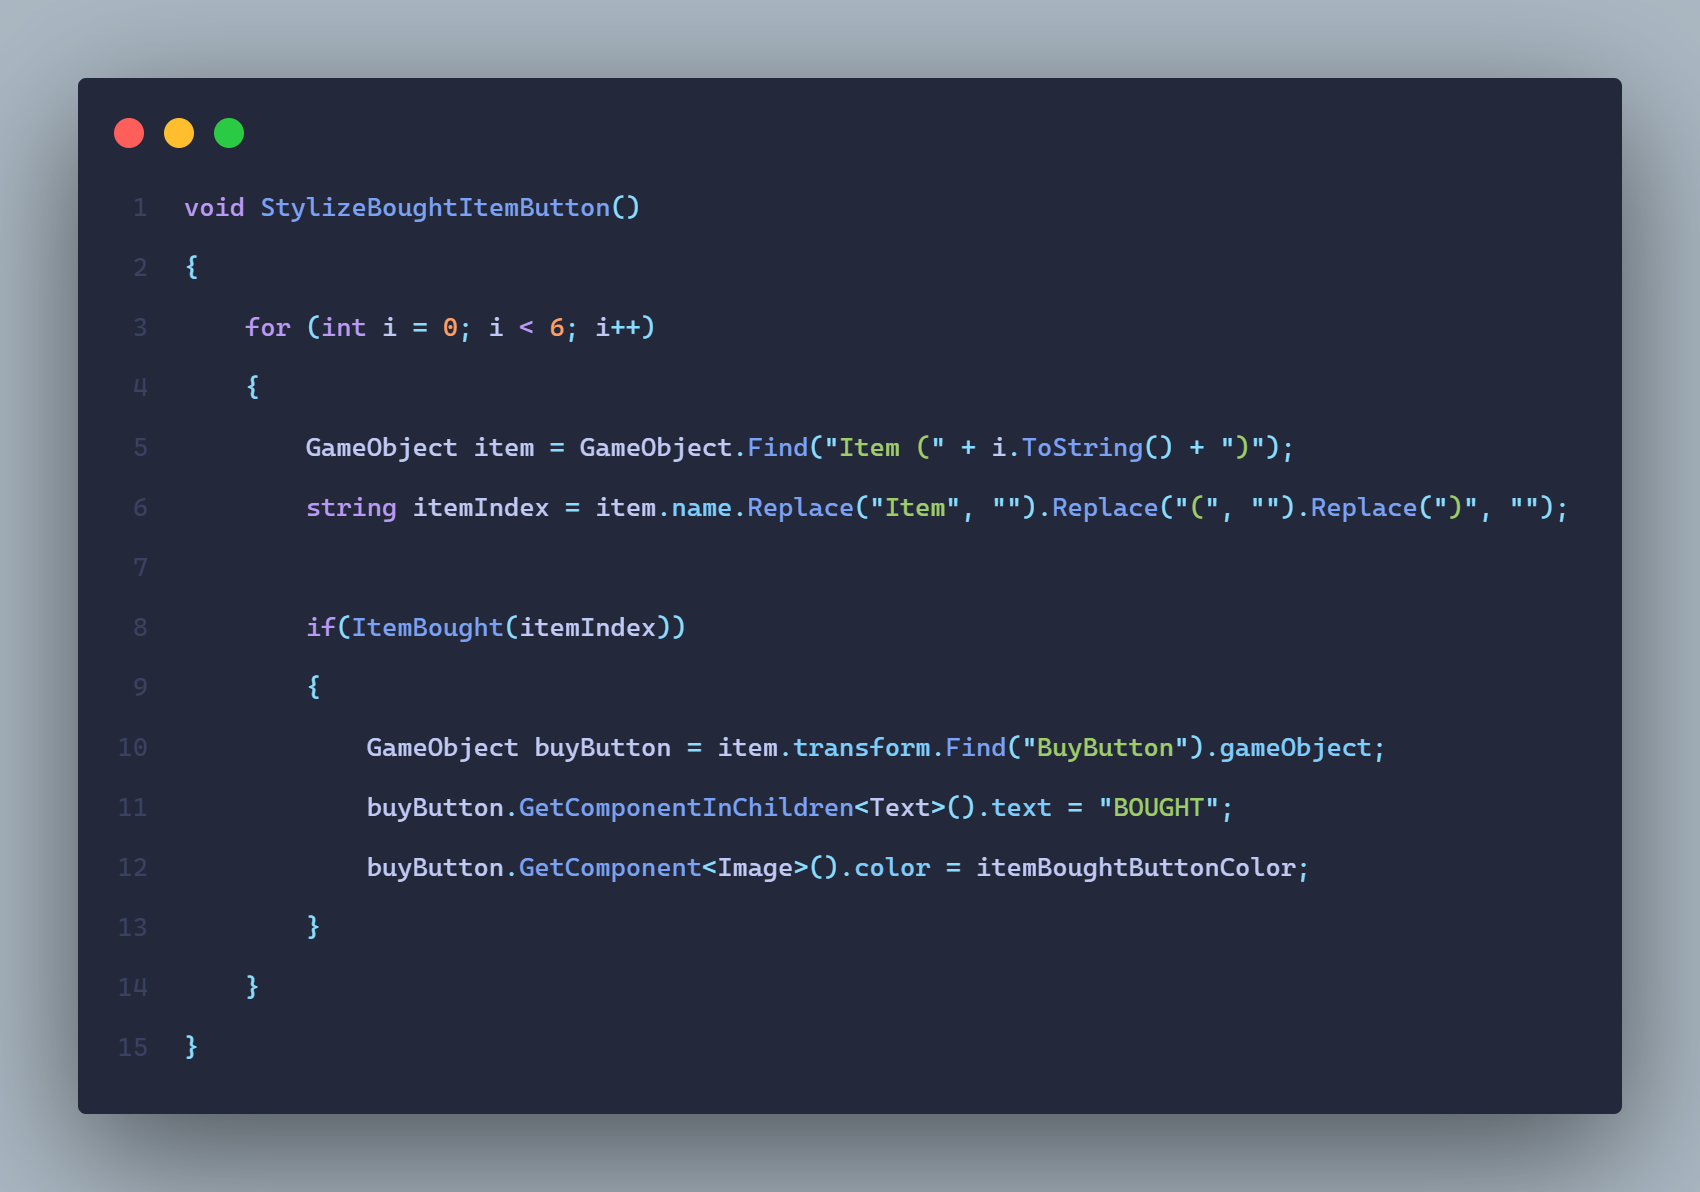 1 void StylizeBoughtItemButton()
2 {
3     for (int i = 0; i < 6; i++)
4     {
5         GameObject item = GameObject.Find("Item (" + i.ToString() + ")");
6         string itemIndex = item.name.Replace("Item", "").Replace("(", "").Replace(")", "");
7
8         if(ItemBought(itemIndex))
9         {
10             GameObject buyButton = item.transform.Find("BuyButton").gameObject;
11             buyButton.GetComponentInChildren<Text>().text = "BOUGHT";
12             buyButton.GetComponent<Image>().color = itemBoughtButtonColor;
13         }
14     }
15 }